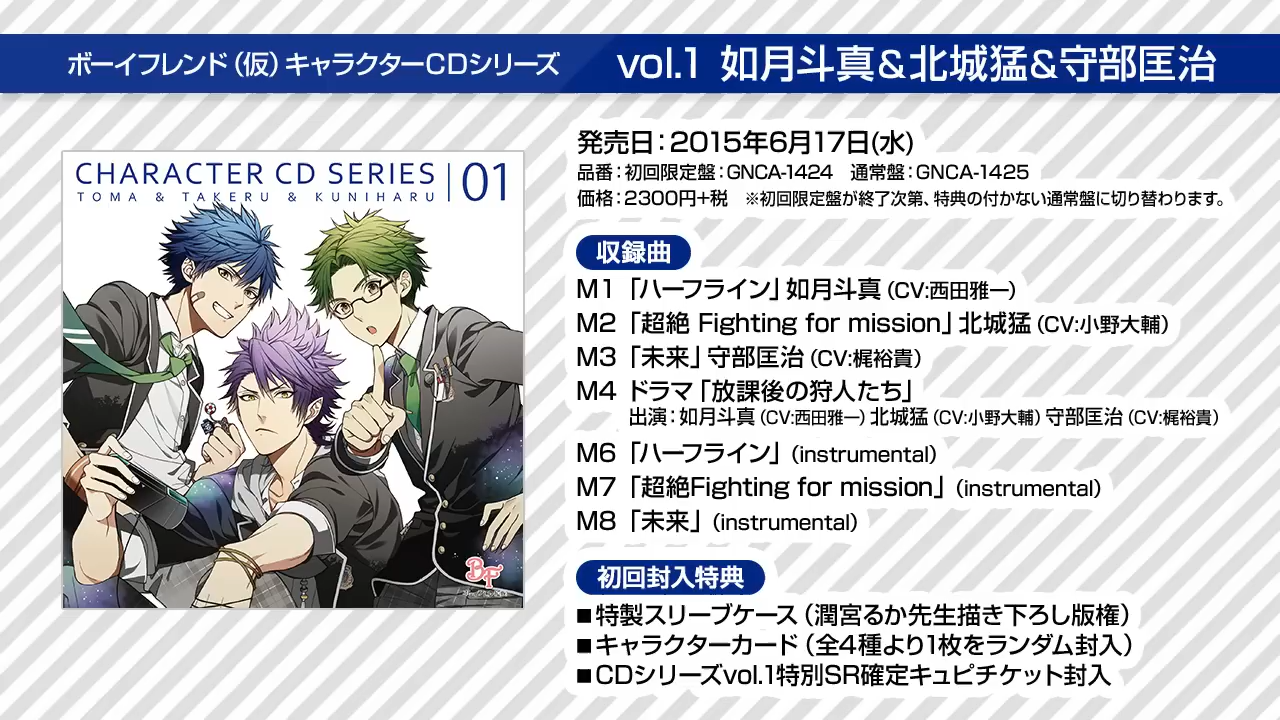 ボーイフレンド（仮）キャラクターCDシリーズ vol.1 如月斗真＆北城猛＆守部匡治
CHARACTER CD SERIES | 01
TOMA & TAKERU & KUNIHARU
BF
発売日：2015年6月17日(水)
品番：初回限定盤：GNCA-1424 通常盤：GNCA-1425
価格：2300円+税 ※初回限定盤が終了次第、特典の付かない通常盤に切り替わります。
収録曲
M1「ハーフライン」如月斗真（CV:西田雅一）
M2「超絶 Fighting for mission」北城猛（CV:小野大輔）
M3「未来」守部匡治（CV:梶裕貴）
M4 ドラマ「放課後の狩人たち」
出演：如月斗真（CV:西田雅一）北城猛（CV:小野大輔）守部匡治（CV:梶裕貴）
M6「ハーフライン」（instrumental）
M7「超絶Fighting for mission」（instrumental）
M8「未来」（instrumental）
初回封入特典
■特製スリーブケース（潤宮るか先生描き下ろし版権）
■キャラクターカード（全4種より1枚をランダム封入）
■CDシリーズvol.1特別SR確定キュピチケット封入